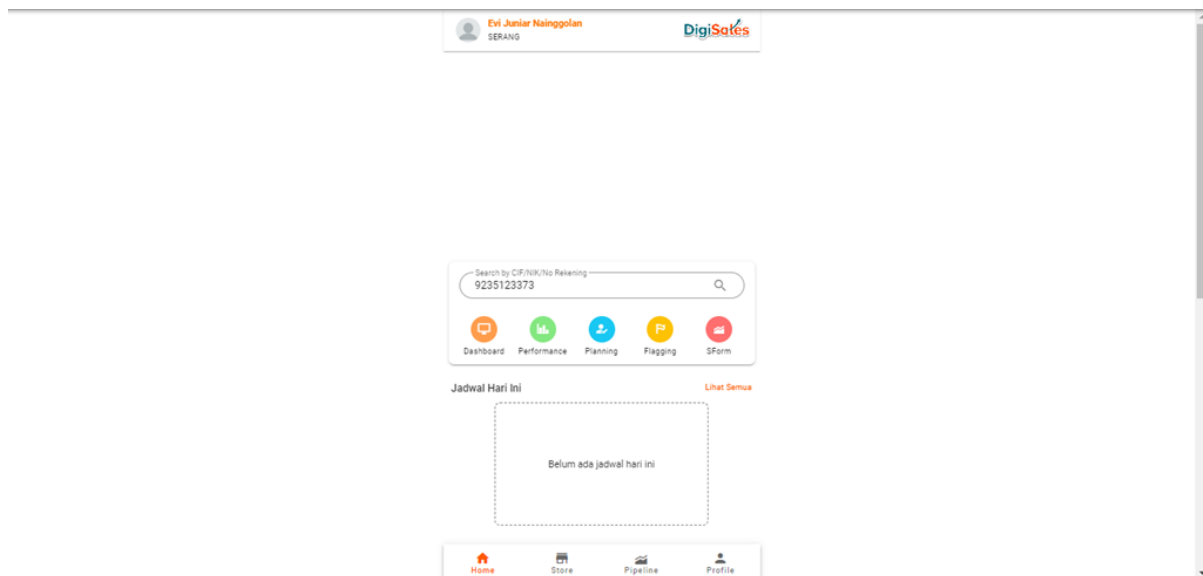 Evi Juniar Nainggolan
SERANG
DigiSales
Search by CIF/NIK/No Rekening
9235123373
Dashboard Performance Planning Flagging SForm
Jadwal Hari Ini Lihat Semua
Belum ada jadwal hari ini
Home Store Pipeline Profile